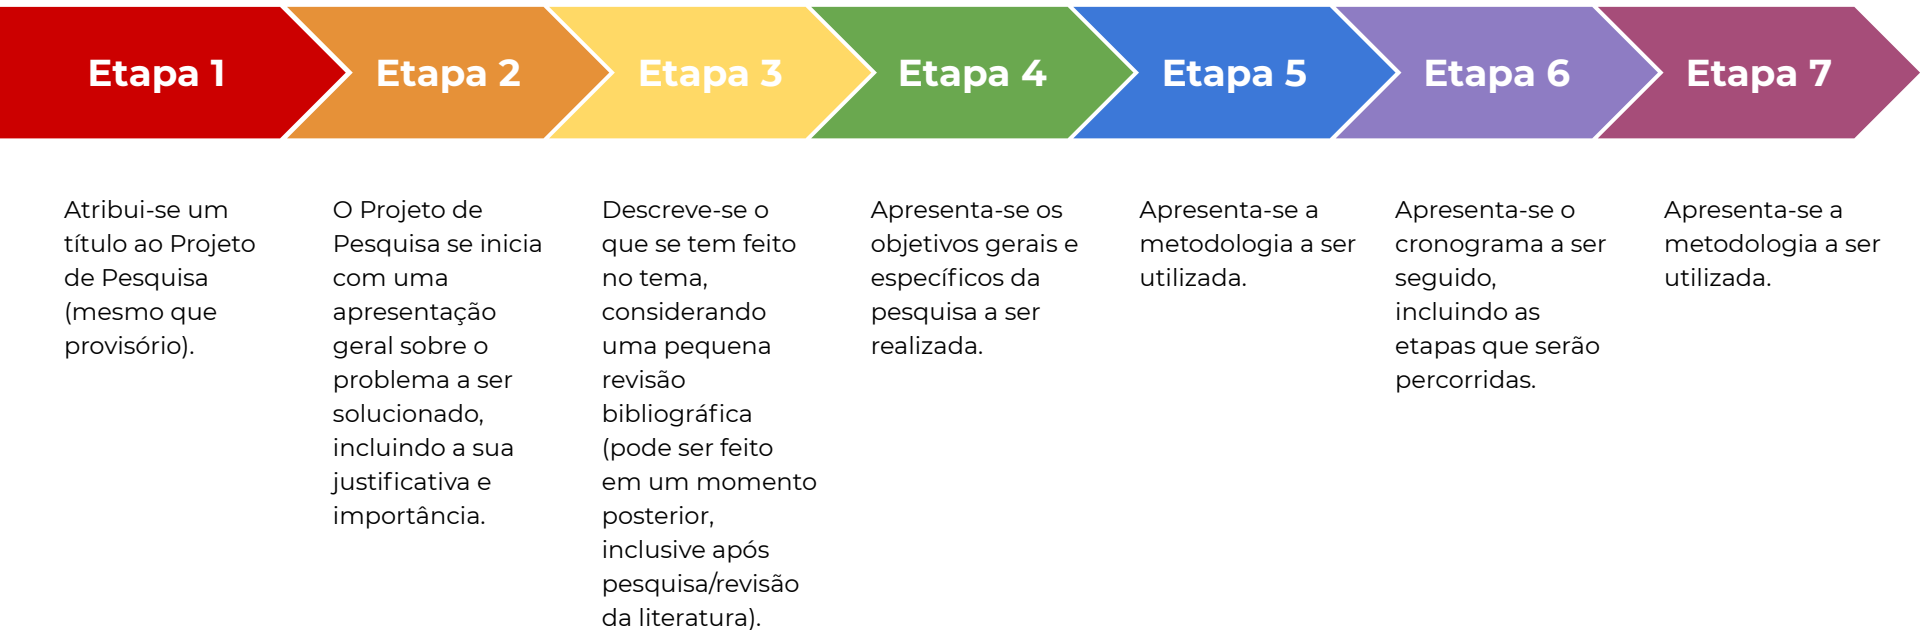 Etapa 1
Etapa 2
Etapa 3
Etapa 4
Etapa 5
Etapa 6
Etapa 7
Atribui-se um
título ao Projeto
de Pesquisa
(mesmo que
provisório).
O Projeto de
Pesquisa se inicia
com uma
apresentação
geral sobre o
problema a ser
solucionado,
incluindo a sua
justificativa e
importância.
Descreve-se o
que se tem feito
no tema,
considerando
uma pequena
revisão
bibliográfica
(pode ser feito
em um momento
posterior,
inclusive após
pesquisa/revisão
da literatura).
Apresenta-se os
objetivos gerais e
específicos da
pesquisa a ser
realizada.
Apresenta-se a
metodologia a ser
utilizada.
Apresenta-se o
cronograma a ser
seguido,
incluindo as
etapas que serão
percorridas.
Apresenta-se a
metodologia a ser
utilizada.